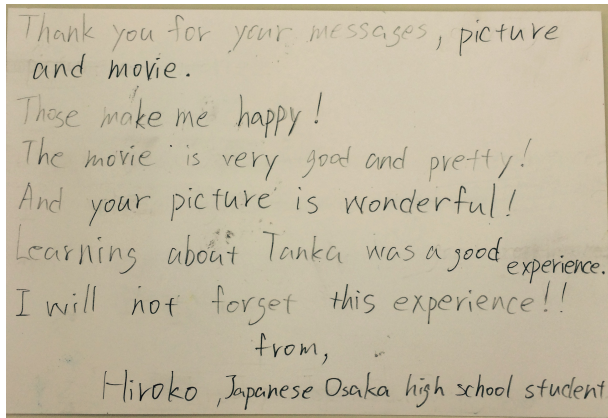 Thank you for your messages, picture
and movie.
Those make me happy!
The movie is very good and pretty!
And your picture is wonderful!
Learning about Tanka was a good experience.
I will not forget this experience!!
from,
Hiroko, Japanese Osaka high school student